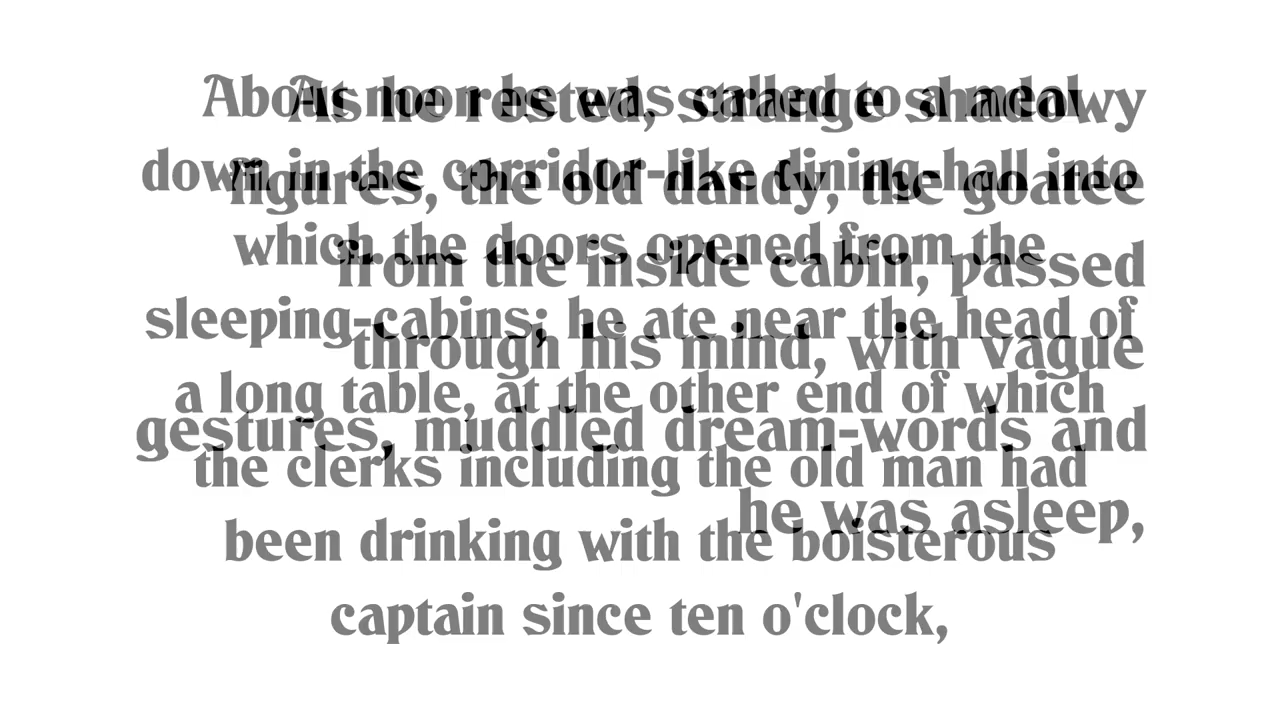 About noon he was called to a meal
down in the corridor-like dining-hall into
which the doors opened from the
sleeping-cabins; he ate near the head of
a long table, at the other end of which
the clerks including the old man had
been drinking with the boisterous
captain since ten o'clock,
As he rested, strange shadowy
figures, the old dandy, the goatee
from the inside cabin, passed
through his mind, with vague
gestures, muddled dream-words and
he was asleep,